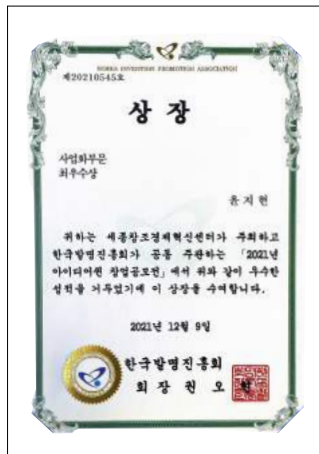 KOREA INVENTION PROMOTION ASSOCIATION
제20210545호
상 장
사업화부문
최우수상
윤 지 현
귀하는 세종창조경제혁신센터가 주최하고
한국발명진흥회가 공동 주관하는 「2021년
아이디어권 창업공모전」에서 위와 같이 우수한
성적을 거두었기에 이 상장을 수여합니다.
2021년 12월 9일
한국발명진흥회
회 장 권 오